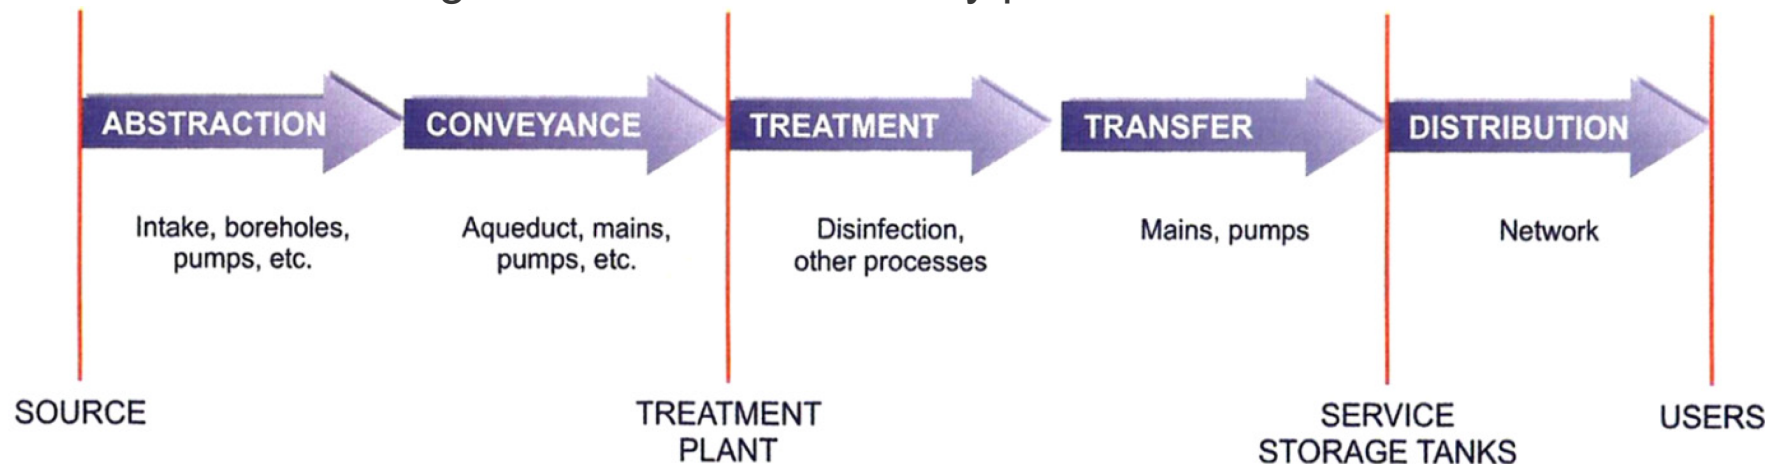 ABSTRACTION
CONVEYANCE
TREATMENT
TRANSFER
DISTRIBUTION
Intake, boreholes,
pumps, etc.
Aqueduct, mains,
pumps, etc.
Disinfection,
other processes
Mains, pumps
Network
SOURCE
TREATMENT
PLANT
SERVICE
STORAGE TANKS
USERS